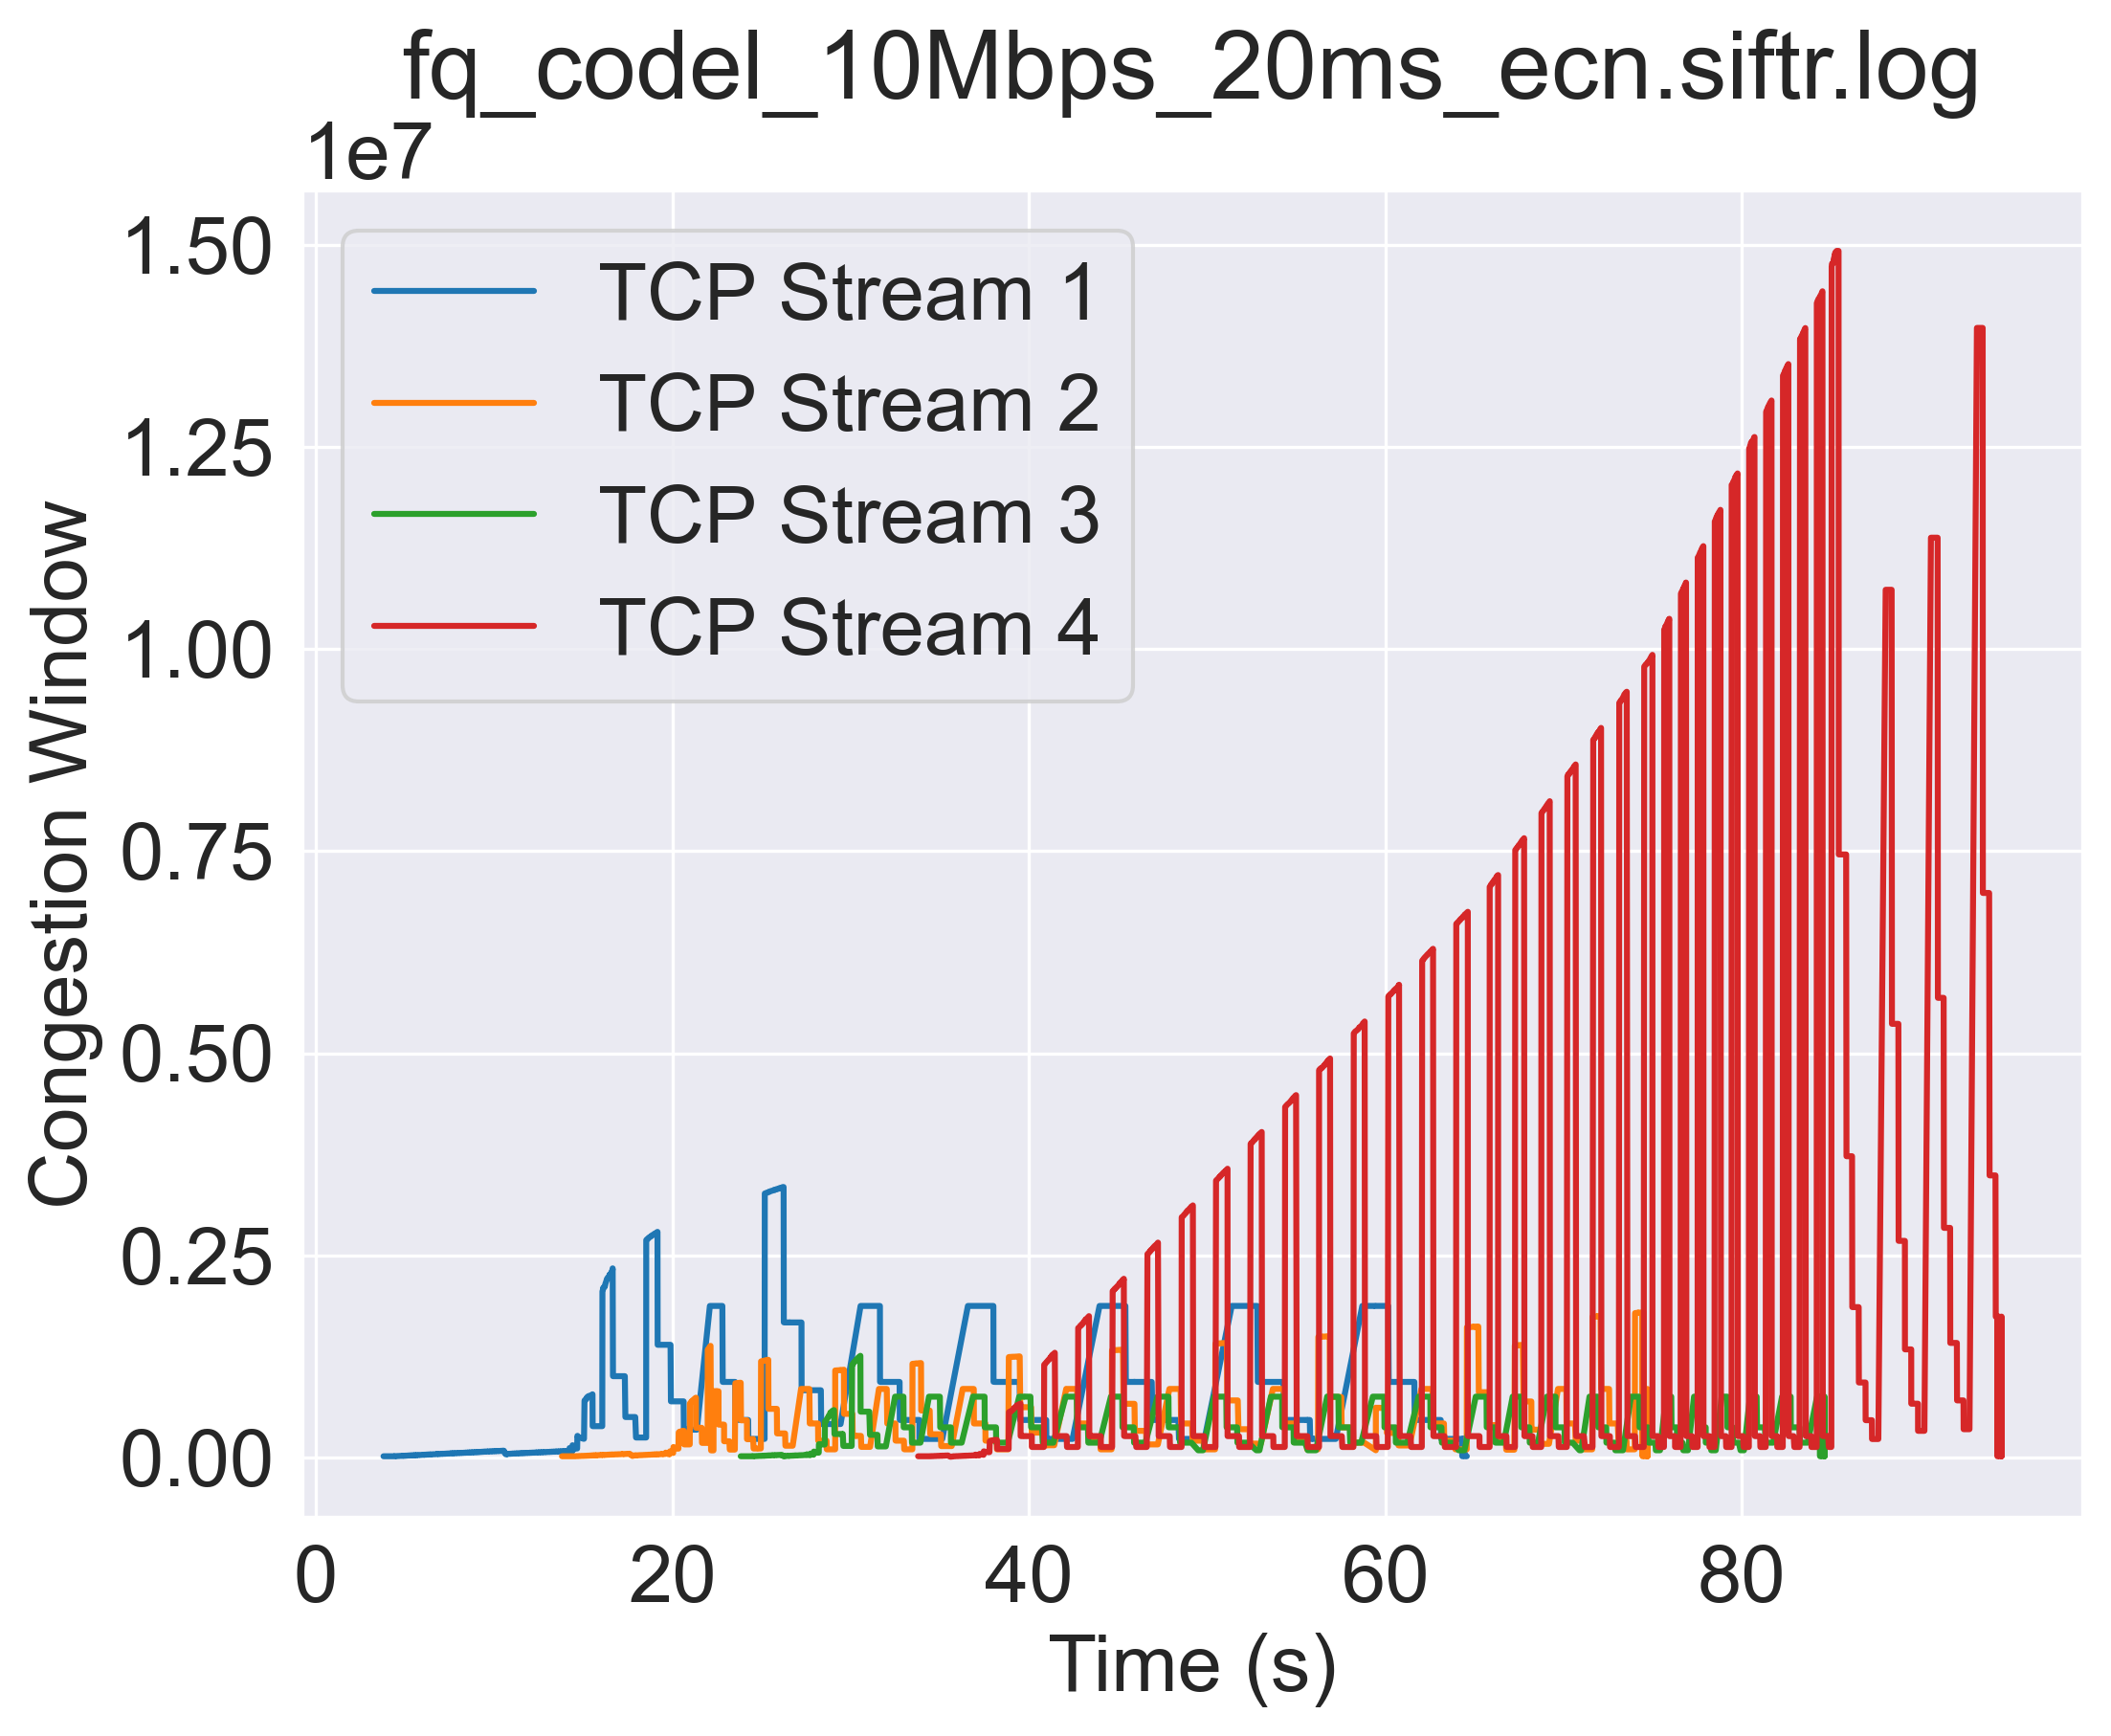 fq_codel_10Mbps_20ms_ecn.siftr.log
1e7
1.50
1.25
1.00
0.75
0.50
0.25
0.00
Congestion Window
TCP Stream 1
TCP Stream 2
TCP Stream 3
TCP Stream 4
0 20 40 60 80
Time (s)